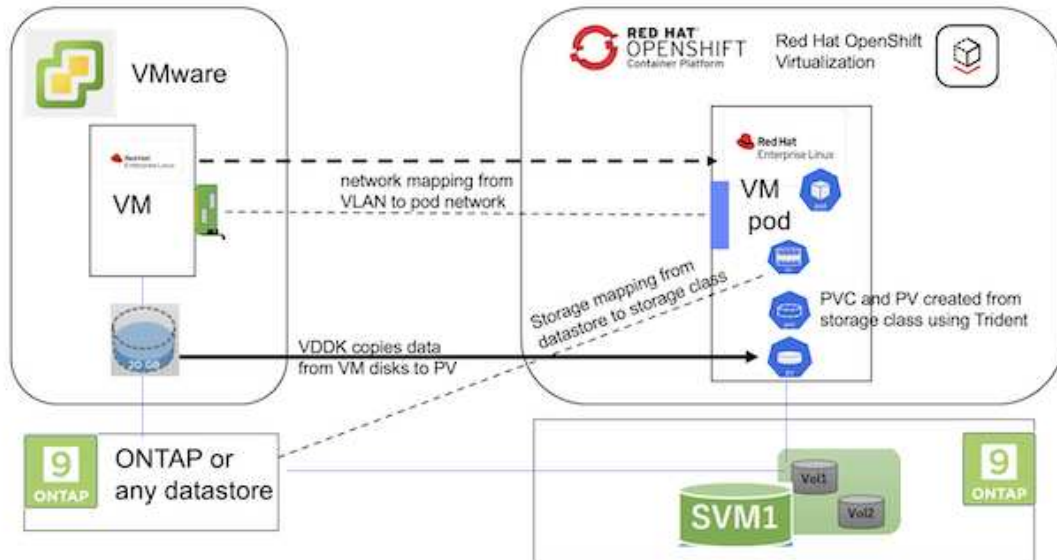 VMware
RED HAT®
OPENSHIFT
Container Platform
Red Hat OpenShift
Virtualization
Red Hat
Enterprise Linux
VM
network mapping from
VLAN to pod network
Red Hat
Enterprise Linux
VM
pod
Storage mapping from
datastore to storage class
PVC and PV created from
storage class using Trident
VDDK copies data
from VM disks to PV
9
ONTAP
ONTAP or
any datastore
SVM1
Vol1
Vol2
9
ONTAP